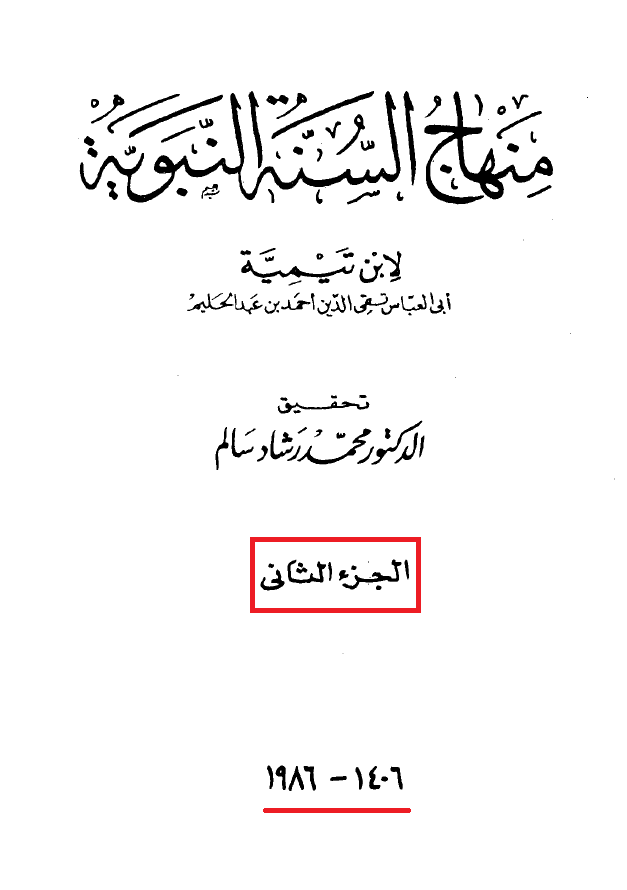 منهاج السنة النبوية
لابن تيمية
أبي العباس تقي الدين أحمد بن عبد الحليم
تحقيق
الدكتور محمد رشاد سالم
الجزء الثاني
١٤٠٦ – ١٩٨٦